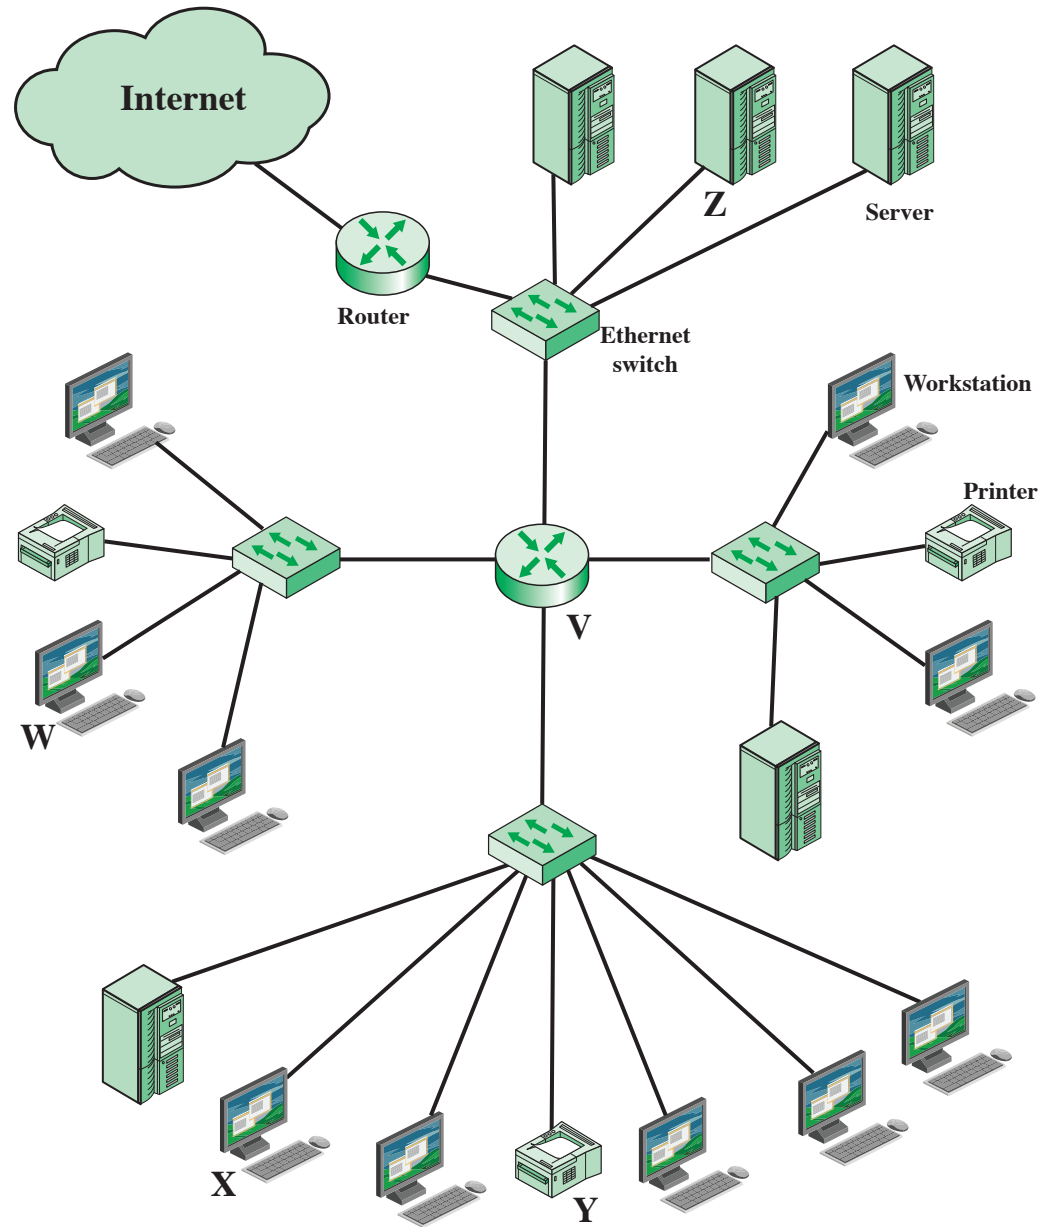 Internet
Z
Server
Router
Ethernet
switch
Workstation
Printer
V
W
X
Y